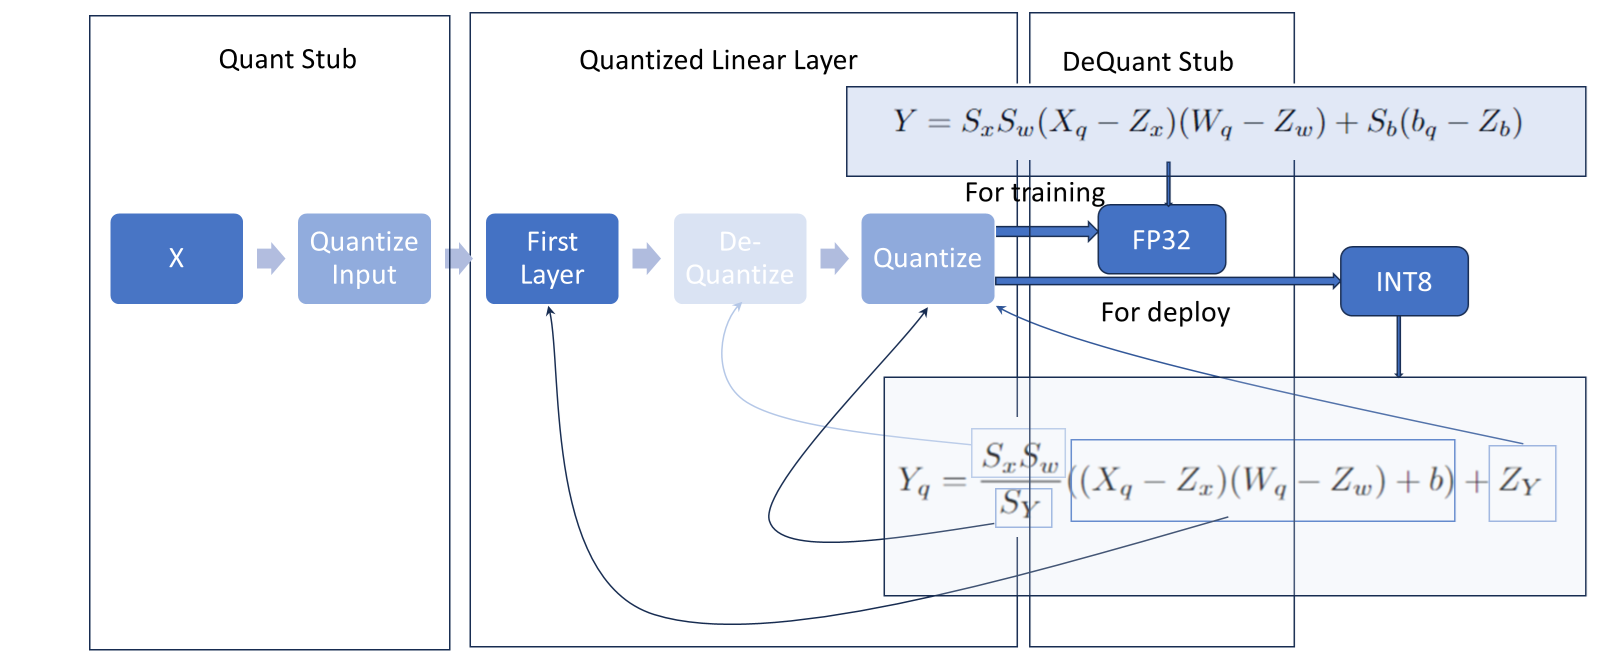 Quant Stub
Quantized Linear Layer
DeQuant Stub
Y = S_x S_w (X_q − Z_x)(W_q − Z_w) + S_b(b_q − Z_b)
For training
X
Quantize
Input
First
Layer
De-
Quantize
Quantize
FP32
INT8
For deploy
Y_q = \frac{S_x S_w}{S_Y}((X_q − Z_x)(W_q − Z_w) + b) + Z_Y